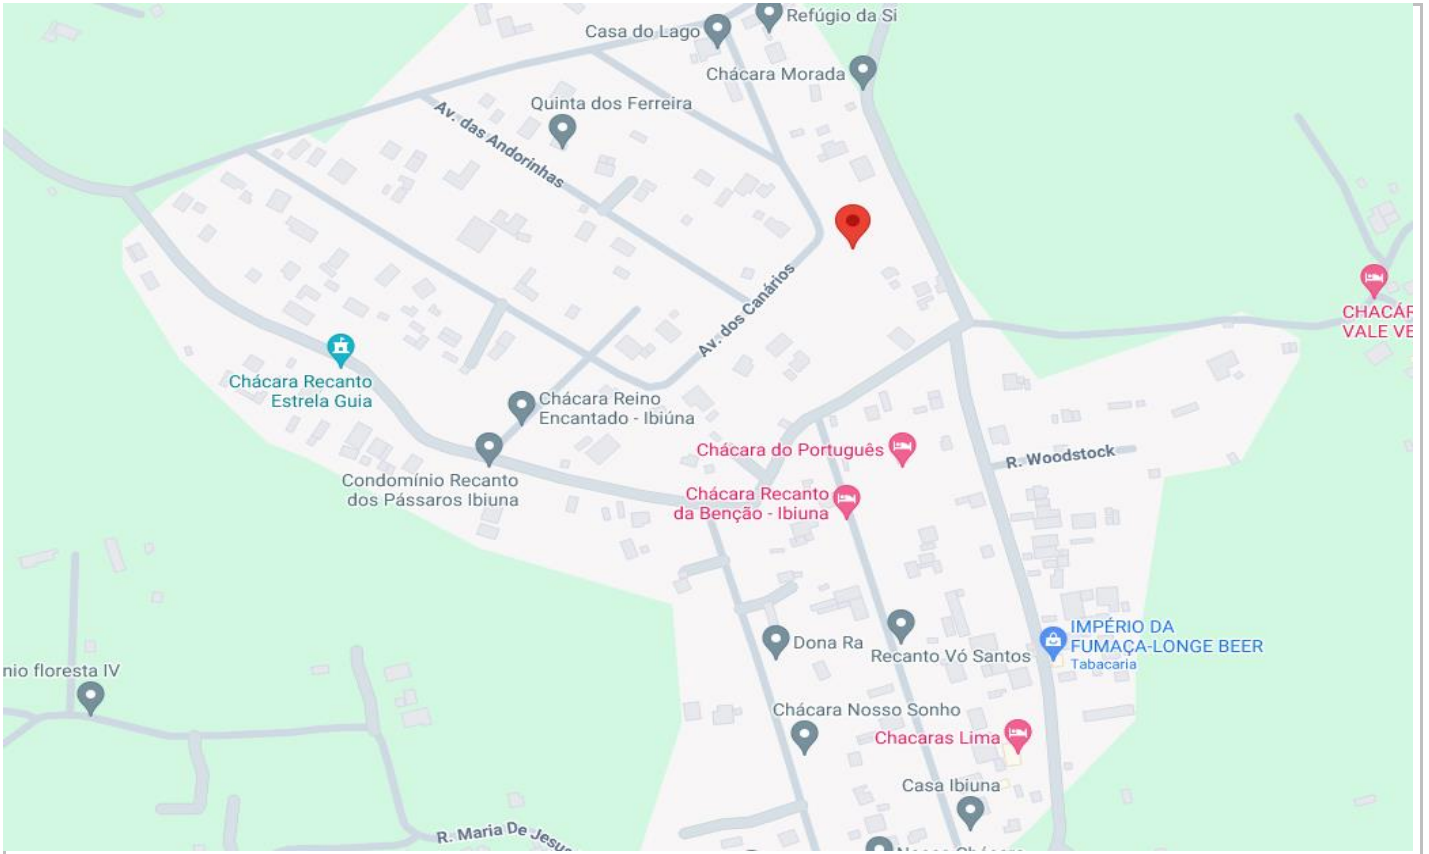 Refúgio da Si
Casa do Lago
Chácara Morada
Quinta dos Ferreira
Av. das Andorinhas
Av. dos Canários
CHACÁR
VALE VE
Chácara Recanto
Estrela Guia
Chácara Reino
Encantado - Ibiúna
Condomínio Recanto
dos Pássaros Ibiuna
Chácara do Português
R. Woodstock
Chácara Recanto
da Benção - Ibiuna
IMPÉRIO DA
FUMAÇA-LONGE BEER
Tabacaria
Dona Ra
Recanto Vó Santos
nio floresta IV
Chácara Nosso Sonho
Chacaras Lima
Casa Ibiuna
R. Maria De Jesus